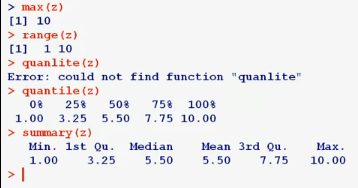 > max(z)
[1] 10
> range(z)
[1]  1 10
> quanlite(z)
Error: could not find function "quanlite"
> quantile(z)
   0%   25%   50%   75%  100%
 1.00  3.25  5.50  7.75 10.00
> summary(z)
   Min. 1st Qu.  Median    Mean 3rd Qu.    Max.
   1.00    3.25    5.50    5.50    7.75   10.00
>